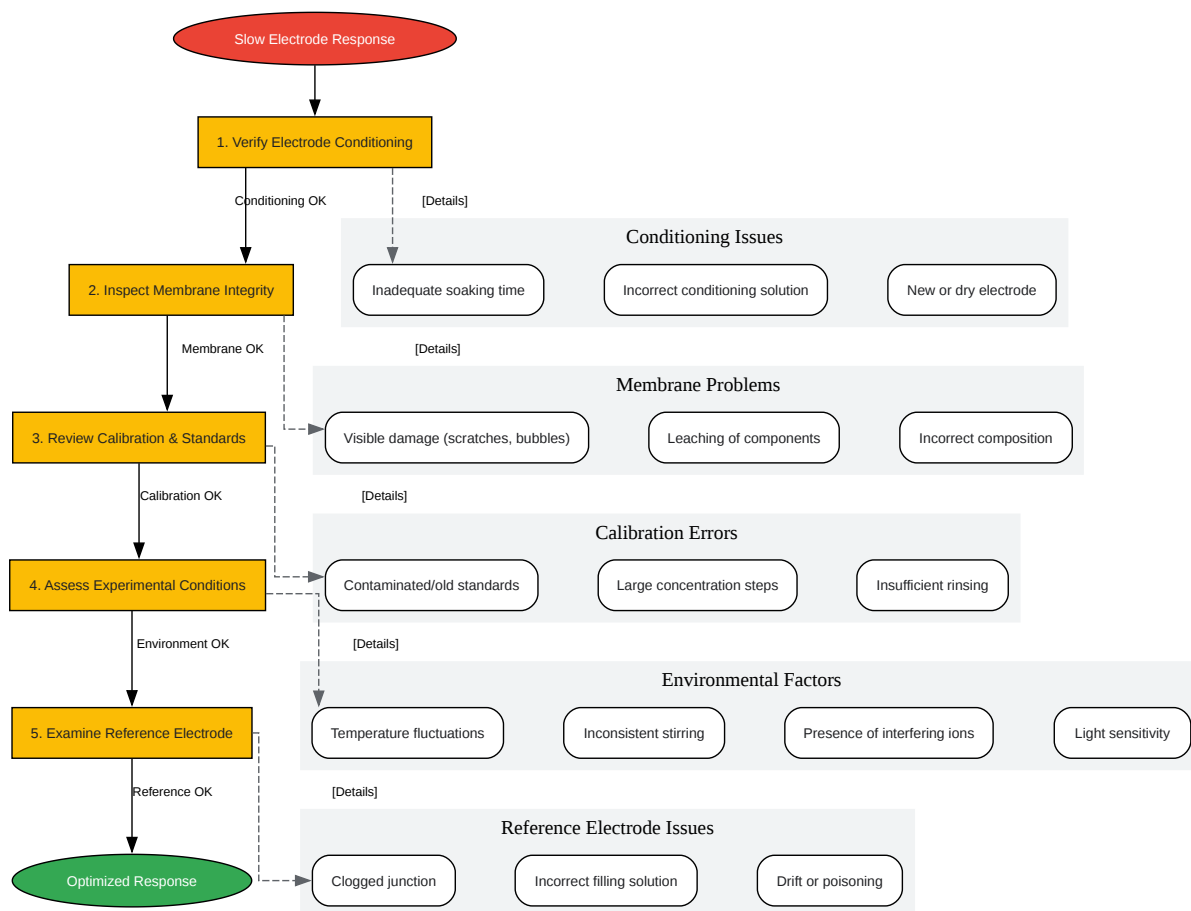 Slow Electrode Response
1. Verify Electrode Conditioning
Conditioning OK
[Details]
Conditioning Issues
2. Inspect Membrane Integrity
Inadequate soaking time
Incorrect conditioning solution
New or dry electrode
Membrane OK
[Details]
Membrane Problems
3. Review Calibration & Standards
Visible damage (scratches, bubbles)
Leaching of components
Incorrect composition
Calibration OK
[Details]
Calibration Errors
4. Assess Experimental Conditions
Contaminated/old standards
Large concentration steps
Insufficient rinsing
Environment OK
[Details]
Environmental Factors
5. Examine Reference Electrode
Temperature fluctuations
Inconsistent stirring
Presence of interfering ions
Light sensitivity
Reference OK
[Details]
Reference Electrode Issues
Optimized Response
Clogged junction
Incorrect filling solution
Drift or poisoning